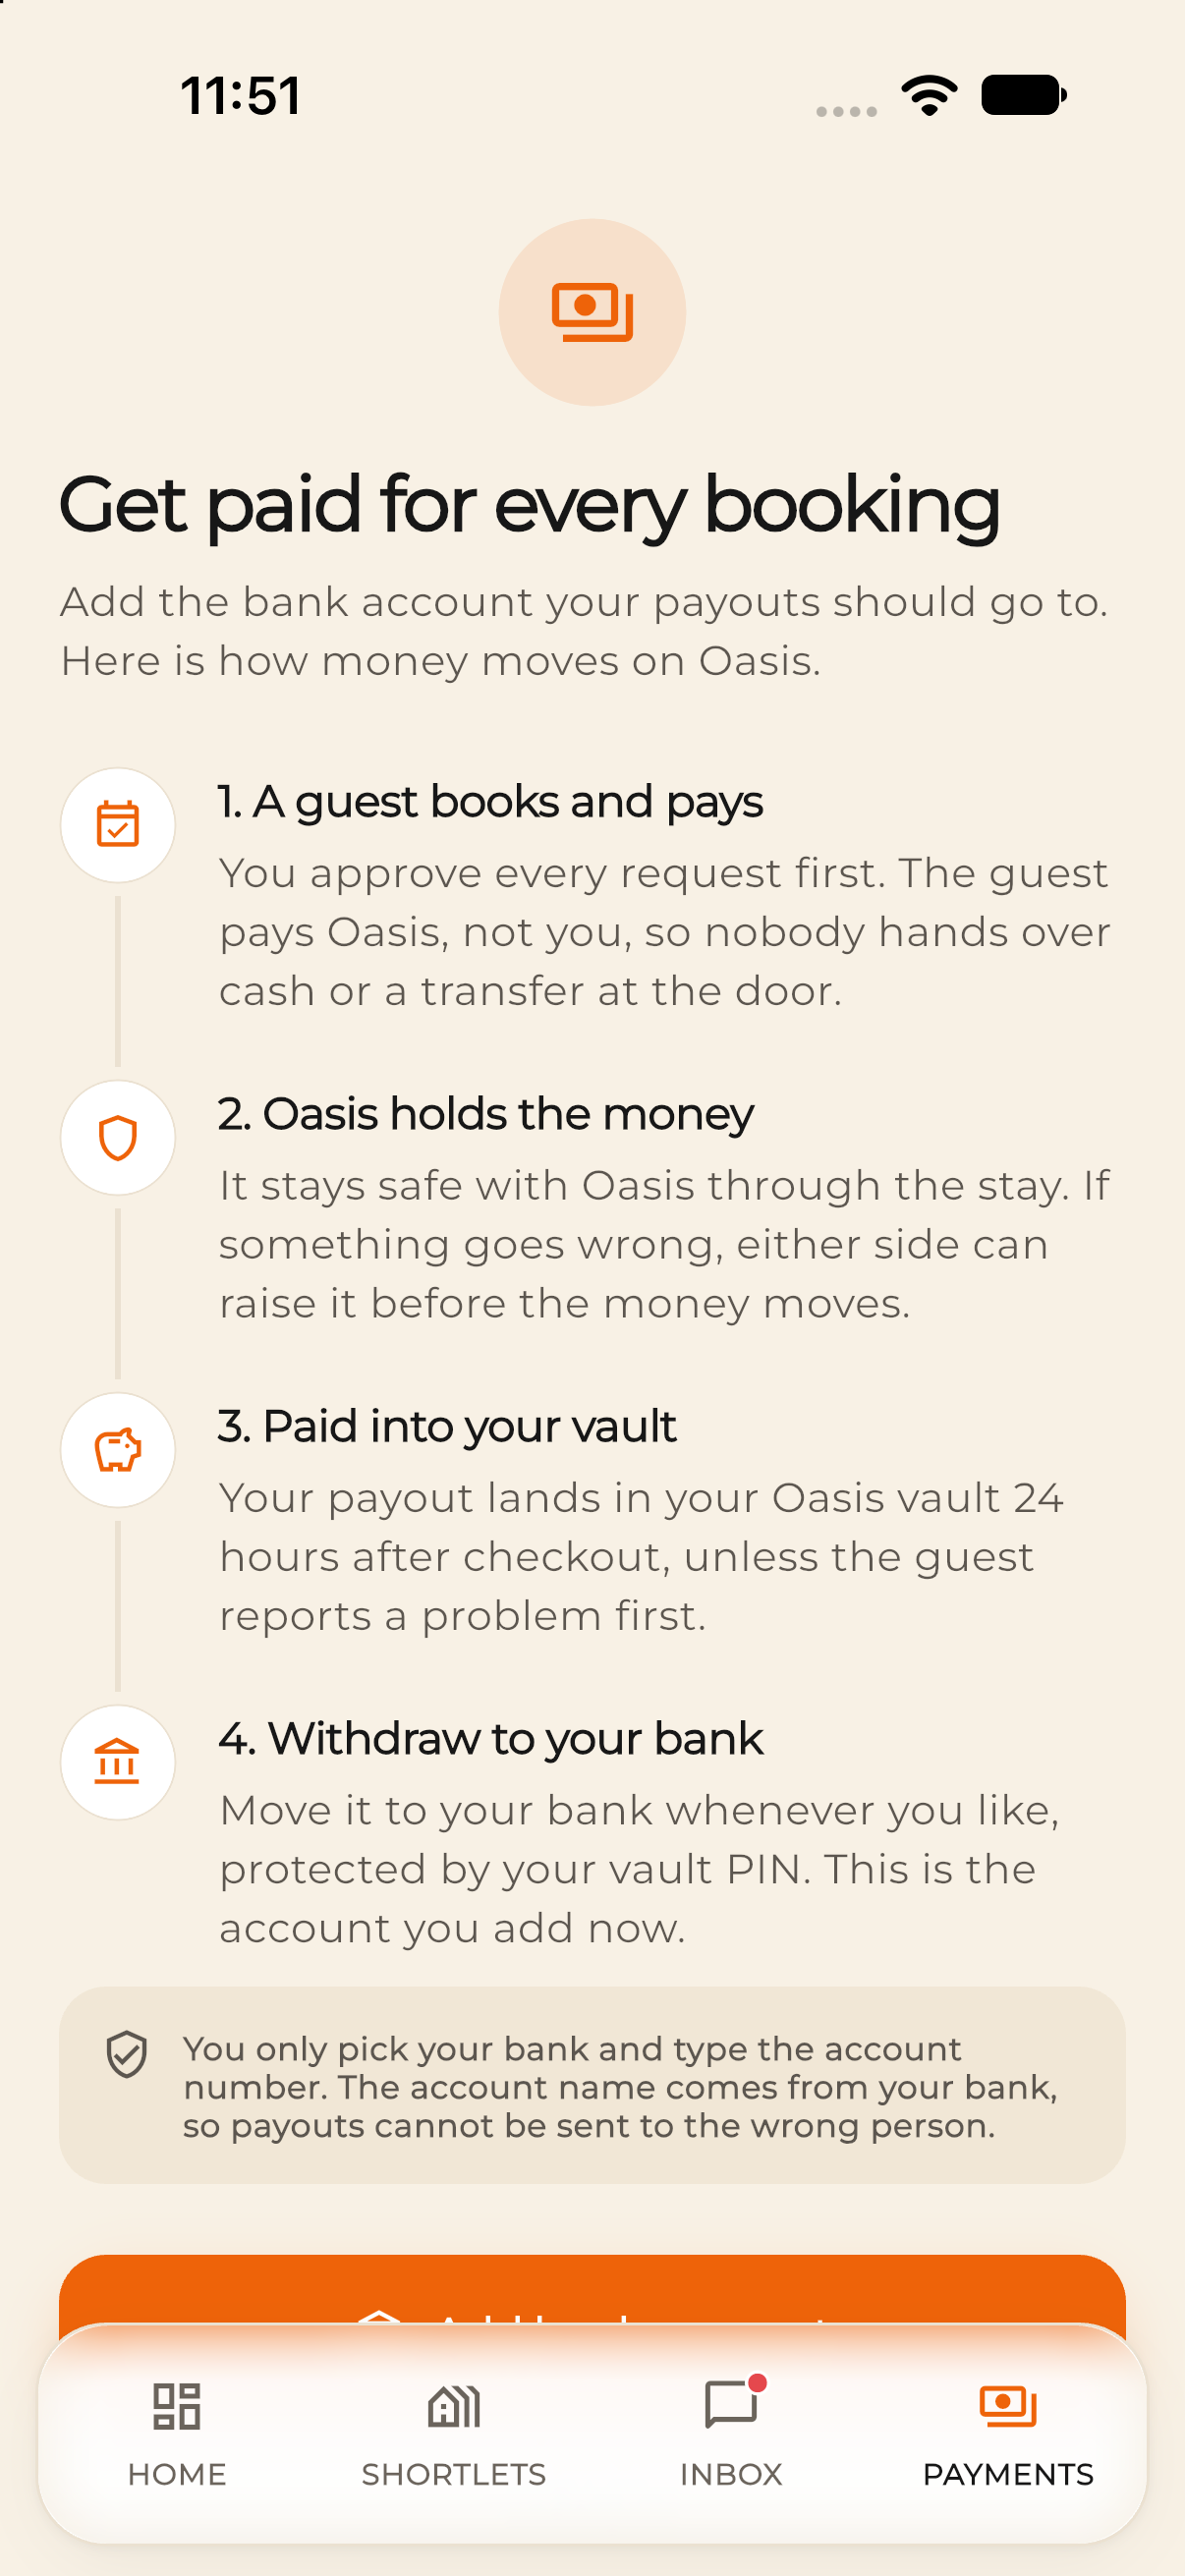 11:51
Get paid for every booking
Add the bank account your payouts should go to.
Here is how money moves on Oasis.
1. A guest books and pays
You approve every request first. The guest
pays Oasis, not you, so nobody hands over
cash or a transfer at the door.
2. Oasis holds the money
It stays safe with Oasis through the stay. If
something goes wrong, either side can
raise it before the money moves.
3. Paid into your vault
Your payout lands in your Oasis vault 24
hours after checkout, unless the guest
reports a problem first.
4. Withdraw to your bank
Move it to your bank whenever you like,
protected by your vault PIN. This is the
account you add now.
You only pick your bank and type the account
number. The account name comes from your bank,
so payouts cannot be sent to the wrong person.
HOME
SHORTLETS
INBOX
PAYMENTS